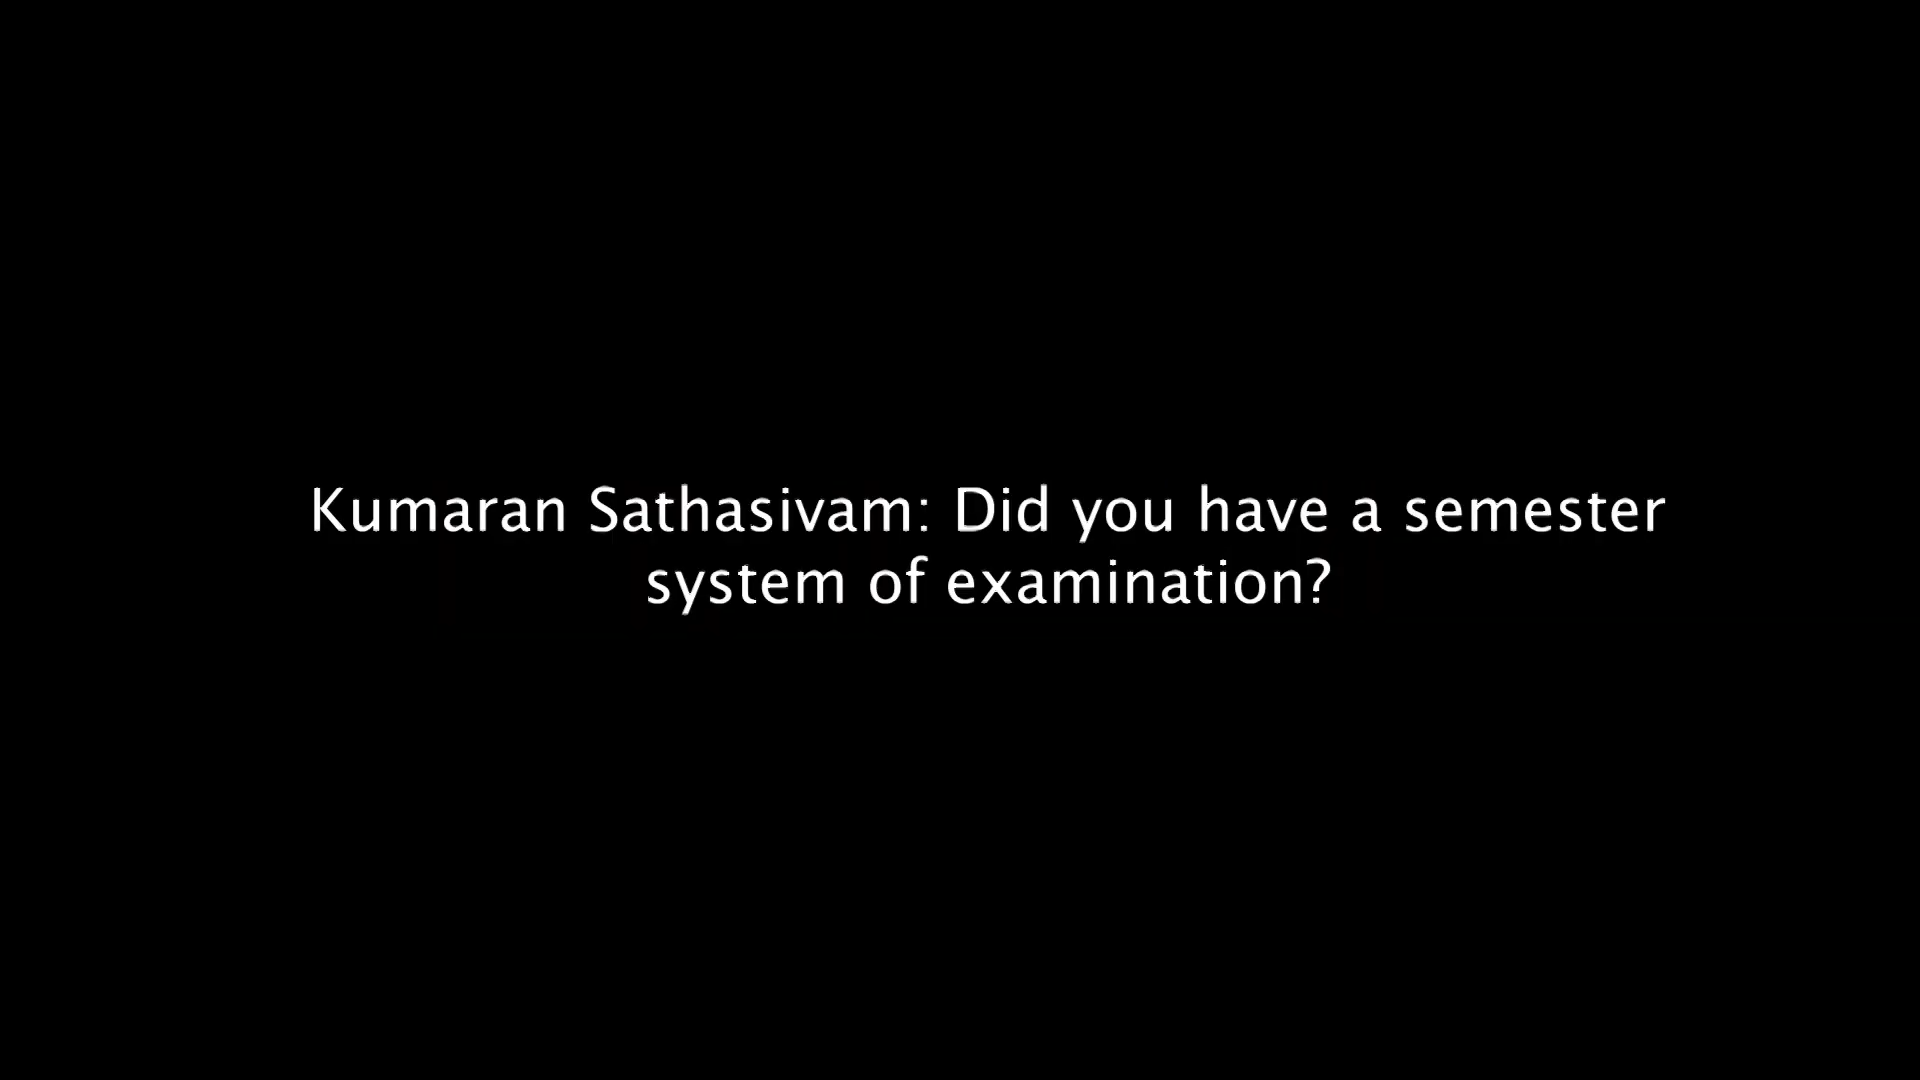 Kumaran Sathasivam: Did you have a semester
system of examination?